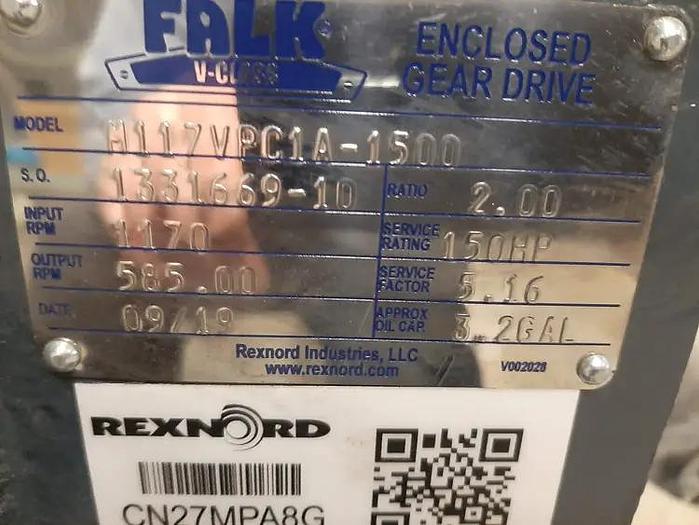 FALK
V-CLASS
ENCLOSED
GEAR DRIVE
MODEL M117VPC1A-1500
S.O. 1331669-10 RATIO 2.00
INPUT RPM 1170 SERVICE RATING 150HP
OUTPUT RPM 585.00 SERVICE FACTOR 5.16
DATE 09/19 APPROX OIL CAP. 3.2GAL
Rexnord Industries, LLC
www.rexnord.com V002028
REXNORD
CN27MPA8G